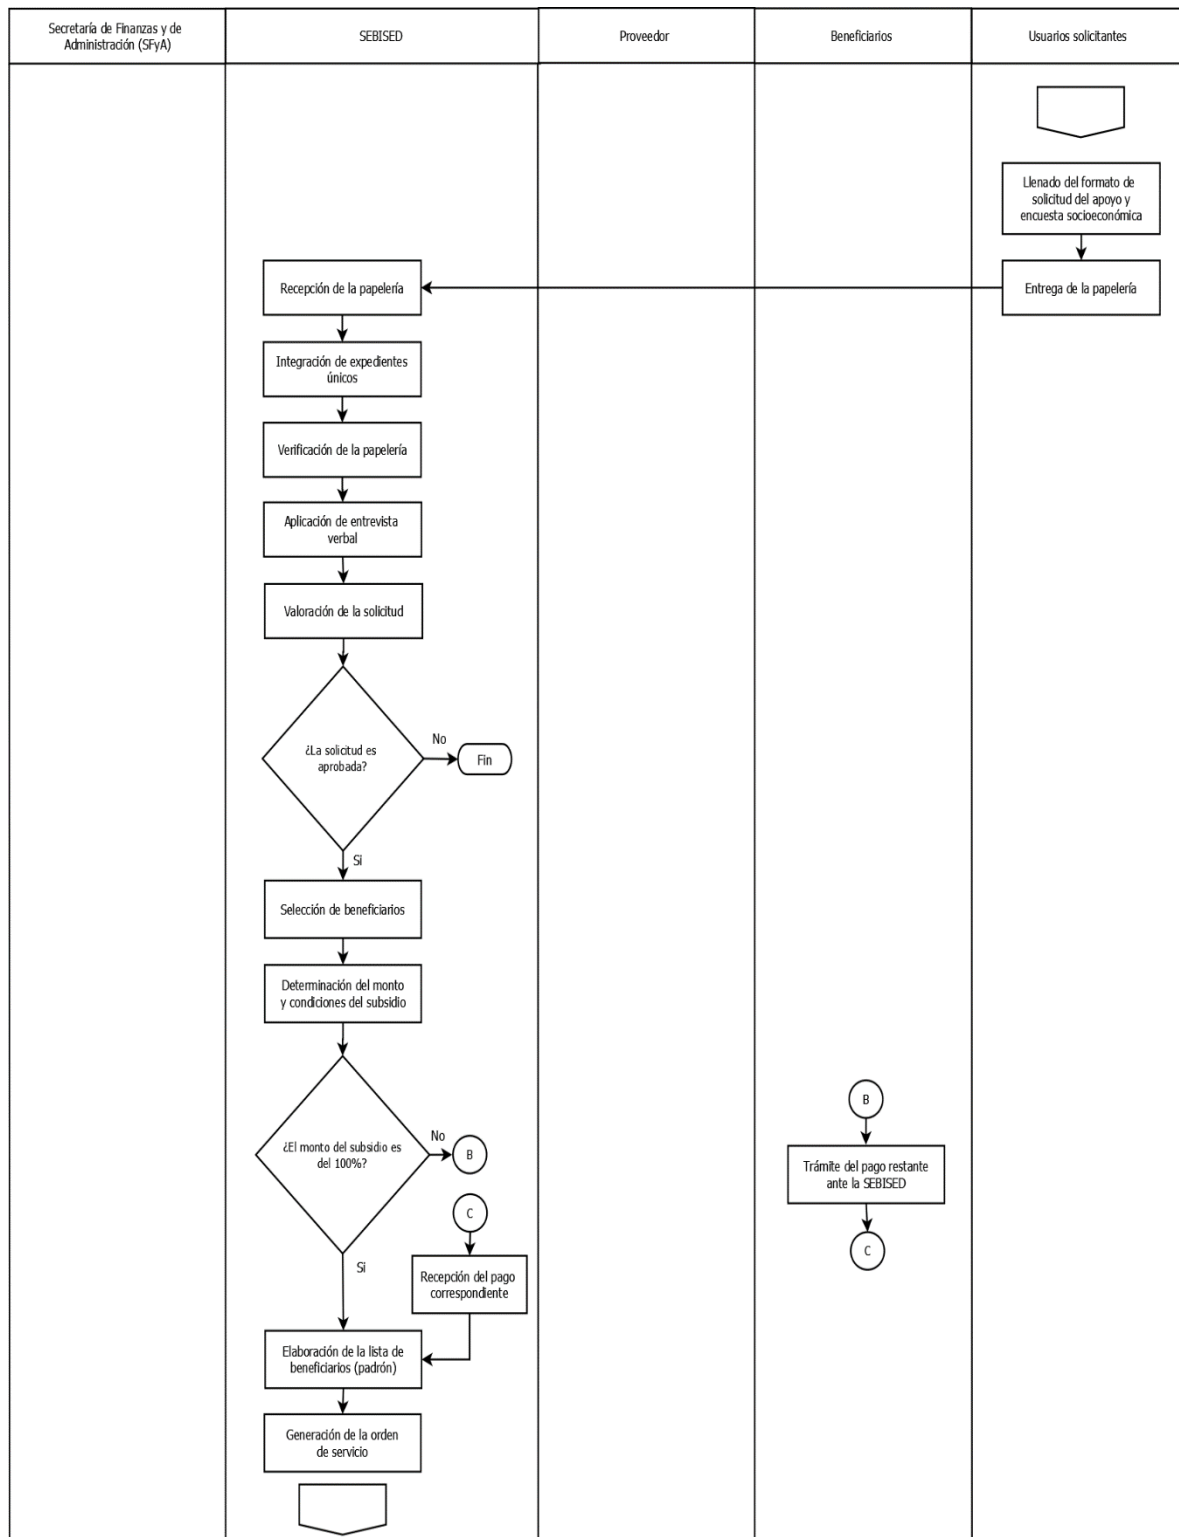 Secretaría de Finanzas y de
Administración (SFyA)
SEBISED
Proveedor
Beneficiarios
Usuarios solicitantes
Llenado del formato de
solicitud del apoyo y
encuesta socioeconómica
Recepción de la papelería
Entrega de la papelería
Integración de expedientes
únicos
Verificación de la papelería
Aplicación de entrevista
verbal
Valoración de la solicitud
¿La solicitud es
aprobada?
No
Fin
Si
Selección de beneficiarios
Determinación del monto
y condiciones del subsidio
¿El monto del subsidio es
del 100%?
No
B
B
Trámite del pago restante
ante la SEBISED
C
C
Si
Recepción del pago
correspondiente
Elaboración de la lista de
beneficiarios (padrón)
Generación de la orden
de servicio